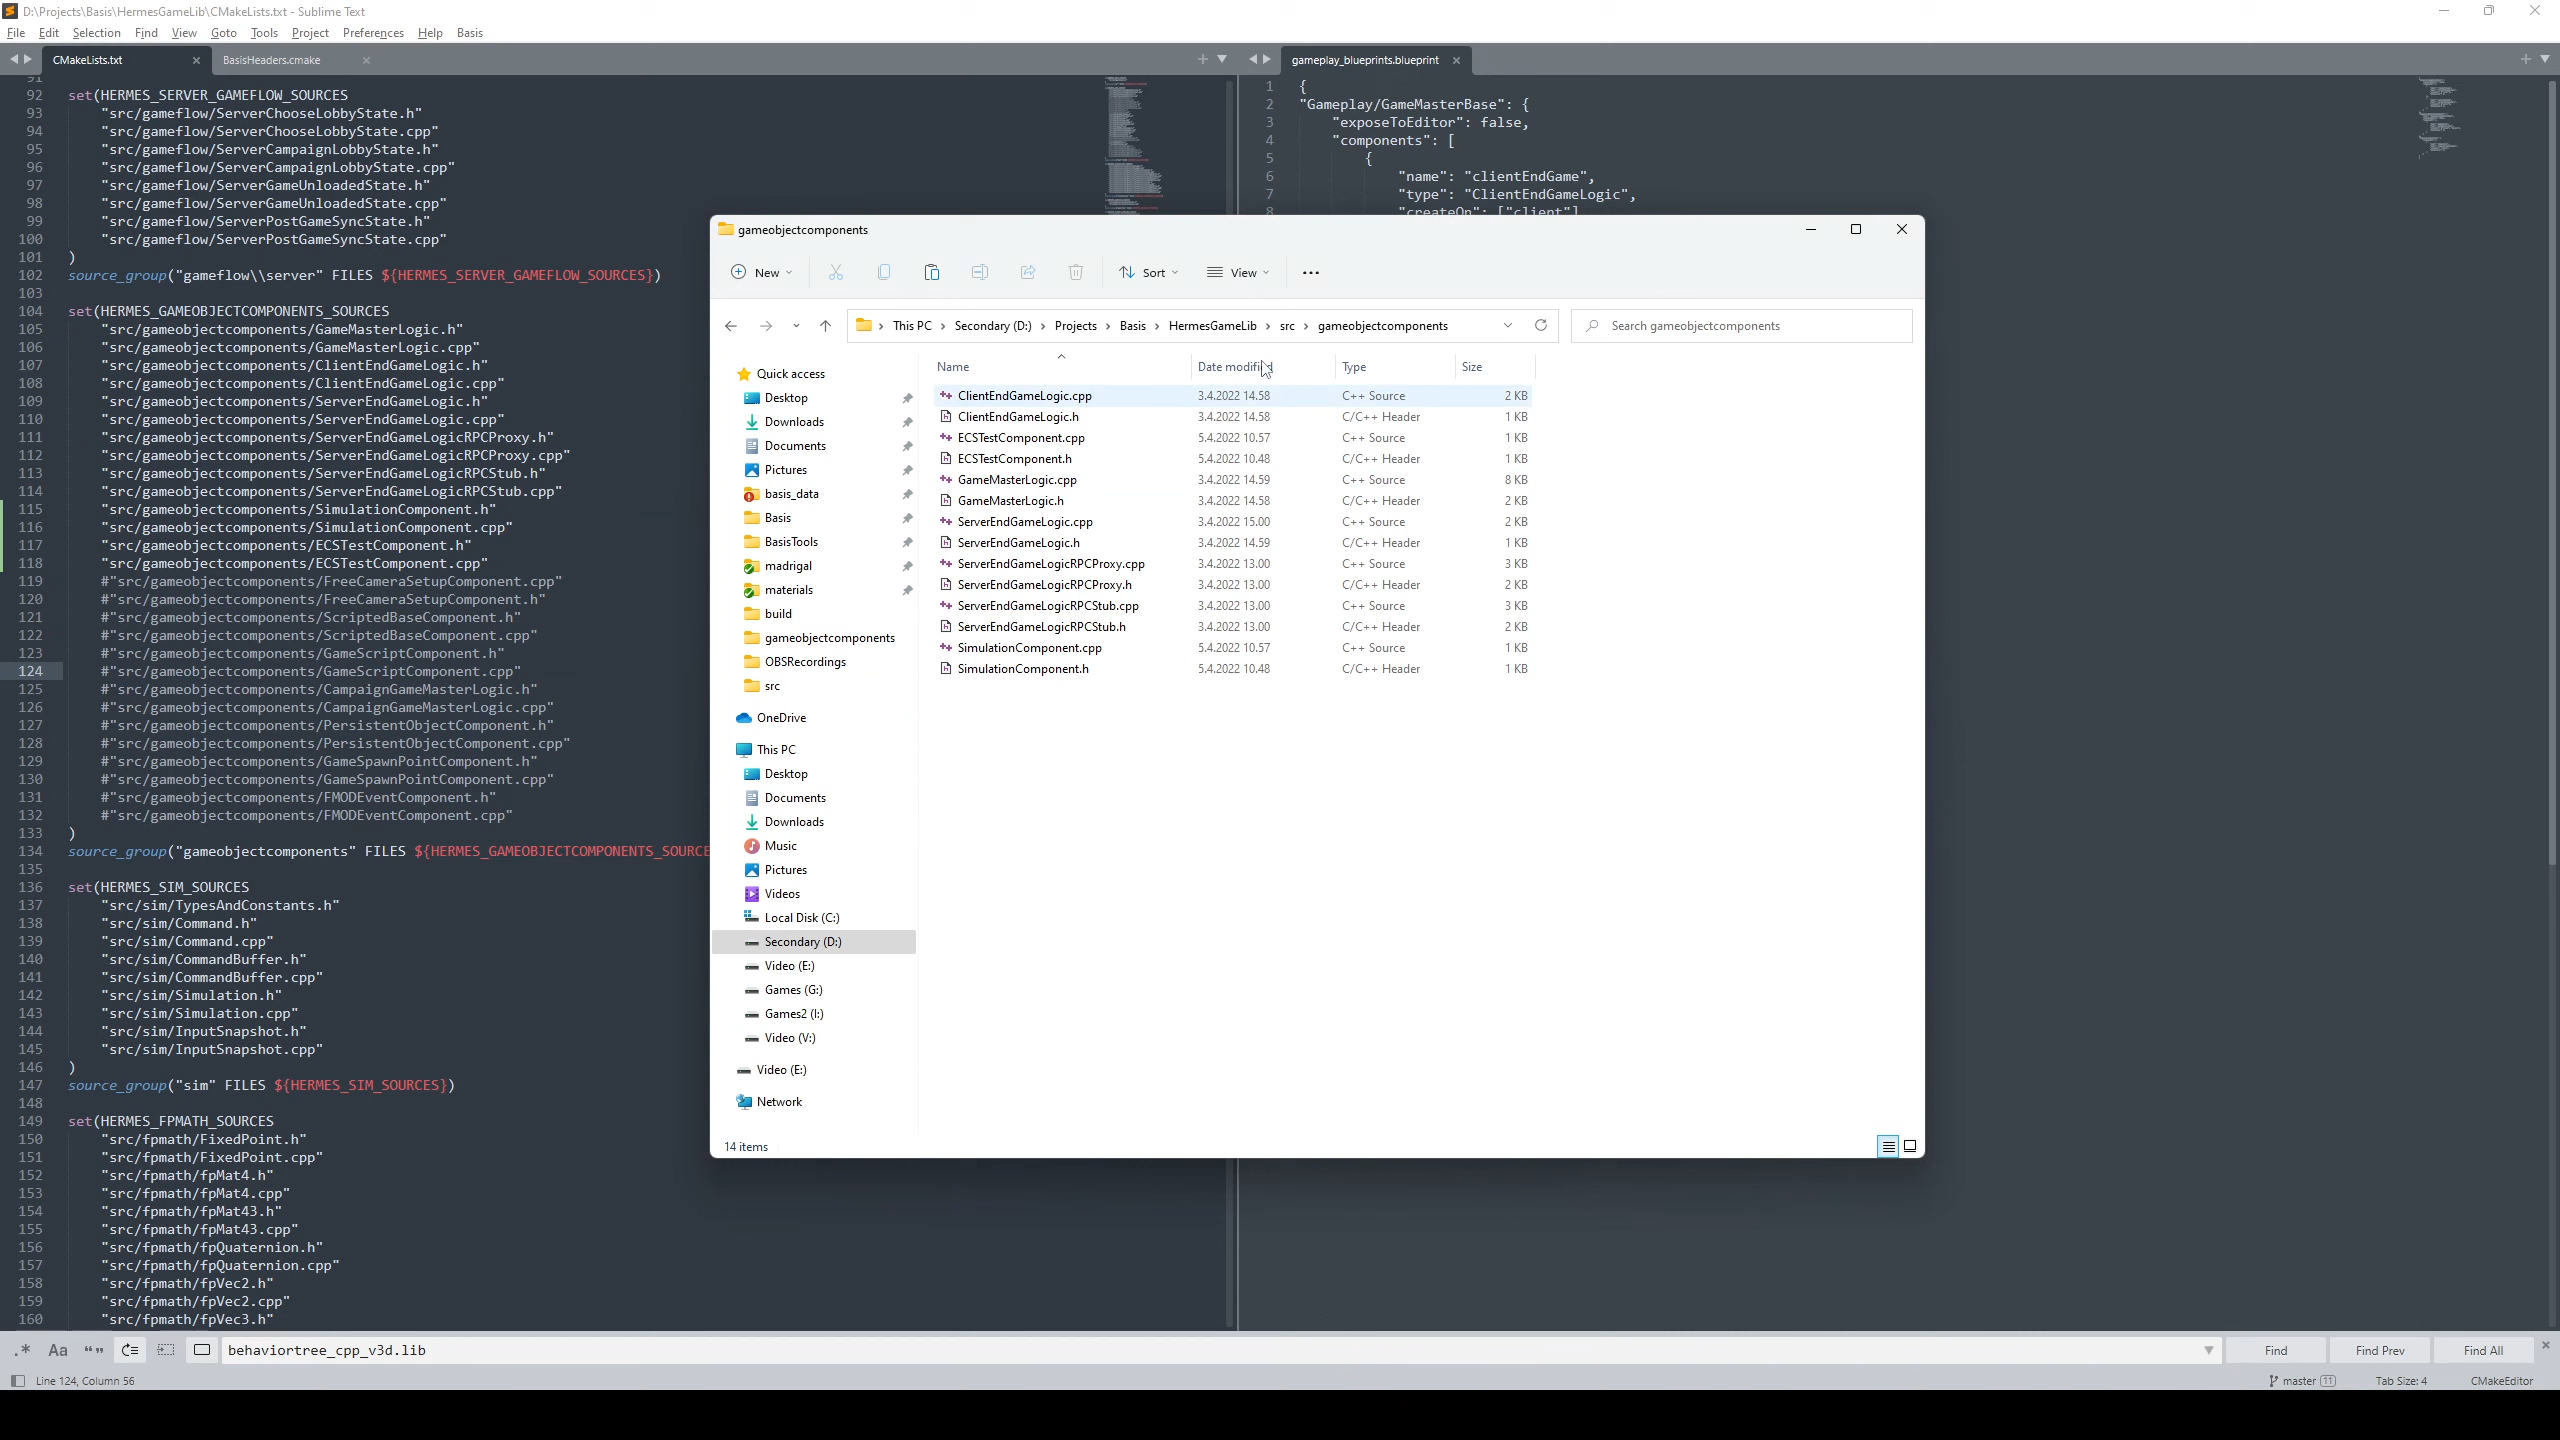 D:\Projects\Basis\HermesGameLib\CMakeLists.txt - Sublime Text
File Edit Selection Find View Goto Tools Project Preferences Help Basis
CMakeLists.txt
BasisHeaders.cmake
92 set(HERMES_SERVER_GAMEFLOW_SOURCES
93 "src/gameflow/ServerChooseLobbyState.h"
94 "src/gameflow/ServerChooseLobbyState.cpp"
95 "src/gameflow/ServerCampaignLobbyState.h"
96 "src/gameflow/ServerCampaignLobbyState.cpp"
97 "src/gameflow/ServerGameUnloadedState.h"
98 "src/gameflow/ServerGameUnloadedState.cpp"
99 "src/gameflow/ServerPostGameSyncState.h"
100 "src/gameflow/ServerPostGameSyncState.cpp"
101 )
102 source_group("gameflow\\server" FILES ${HERMES_SERVER_GAMEFLOW_SOURCES})
103
104 set(HERMES_GAMEOBJECTCOMPONENTS_SOURCES
105 "src/gameobjectcomponents/GameMasterLogic.h"
106 "src/gameobjectcomponents/GameMasterLogic.cpp"
107 "src/gameobjectcomponents/ClientEndGameLogic.h"
108 "src/gameobjectcomponents/ClientEndGameLogic.cpp"
109 "src/gameobjectcomponents/ServerEndGameLogic.h"
110 "src/gameobjectcomponents/ServerEndGameLogic.cpp"
111 "src/gameobjectcomponents/ServerEndGameLogicRPCProxy.h"
112 "src/gameobjectcomponents/ServerEndGameLogicRPCProxy.cpp"
113 "src/gameobjectcomponents/ServerEndGameLogicRPCStub.h"
114 "src/gameobjectcomponents/ServerEndGameLogicRPCStub.cpp"
115 "src/gameobjectcomponents/SimulationComponent.h"
116 "src/gameobjectcomponents/SimulationComponent.cpp"
117 "src/gameobjectcomponents/ECSTestComponent.h"
118 "src/gameobjectcomponents/ECSTestComponent.cpp"
119 #"src/gameobjectcomponents/FreeCameraSetupComponent.cpp"
120 #"src/gameobjectcomponents/FreeCameraSetupComponent.h"
121 #"src/gameobjectcomponents/ScriptedBaseComponent.h"
122 #"src/gameobjectcomponents/ScriptedBaseComponent.cpp"
123 #"src/gameobjectcomponents/GameScriptComponent.h"
124 #"src/gameobjectcomponents/GameScriptComponent.cpp"
125 #"src/gameobjectcomponents/CampaignGameMasterLogic.h"
126 #"src/gameobjectcomponents/CampaignGameMasterLogic.cpp"
127 #"src/gameobjectcomponents/PersistentObjectComponent.h"
128 #"src/gameobjectcomponents/PersistentObjectComponent.cpp"
129 #"src/gameobjectcomponents/GameSpawnPointComponent.h"
130 #"src/gameobjectcomponents/GameSpawnPointComponent.cpp"
131 #"src/gameobjectcomponents/FMODEventComponent.h"
132 #"src/gameobjectcomponents/FMODEventComponent.cpp"
133 )
134 source_group("gameobjectcomponents" FILES ${HERMES_GAMEOBJECTCOMPONENTS_SOURCE
135
136 set(HERMES_SIM_SOURCES
137 "src/sim/TypesAndConstants.h"
138 "src/sim/Command.h"
139 "src/sim/Command.cpp"
140 "src/sim/CommandBuffer.h"
141 "src/sim/CommandBuffer.cpp"
142 "src/sim/Simulation.h"
143 "src/sim/Simulation.cpp"
144 "src/sim/InputSnapshot.h"
145 "src/sim/InputSnapshot.cpp"
146 )
147 source_group("sim" FILES ${HERMES_SIM_SOURCES})
148
149 set(HERMES_FPMATH_SOURCES
150 "src/fpmath/FixedPoint.h"
151 "src/fpmath/FixedPoint.cpp"
152 "src/fpmath/fpMat4.h"
153 "src/fpmath/fpMat4.cpp"
154 "src/fpmath/fpMat43.h"
155 "src/fpmath/fpMat43.cpp"
156 "src/fpmath/fpQuaternion.h"
157 "src/fpmath/fpQuaternion.cpp"
158 "src/fpmath/fpVec2.h"
159 "src/fpmath/fpVec2.cpp"
160 "src/fpmath/fpVec3.h"
gameplay_blueprints.blueprint
1 {
2 "Gameplay/GameMasterBase": {
3 "exposeToEditor": false,
4 "components": [
5 {
6 "name": "clientEndGame",
7 "type": "ClientEndGameLogic",
8 "createOn": ["client"]
gameobjectcomponents
New Sort View
This PC Secondary (D:) Projects Basis HermesGameLib src gameobjectcomponents
Search gameobjectcomponents
Quick access
Desktop
Downloads
Documents
Pictures
basis_data
Basis
BasisTools
madrigal
materials
build
gameobjectcomponents
OBSRecordings
src
OneDrive
This PC
Desktop
Documents
Downloads
Music
Pictures
Videos
Local Disk (C:)
Secondary (D:)
Video (E:)
Games (G:)
Games2 (I:)
Video (V:)
Video (E:)
Network
Name Date modified Type Size
ClientEndGameLogic.cpp 3.4.2022 14.58 C++ Source 2 KB
ClientEndGameLogic.h 3.4.2022 14.58 C/C++ Header 1 KB
ECSTestComponent.cpp 5.4.2022 10.57 C++ Source 1 KB
ECSTestComponent.h 5.4.2022 10.48 C/C++ Header 1 KB
GameMasterLogic.cpp 3.4.2022 14.59 C++ Source 8 KB
GameMasterLogic.h 3.4.2022 14.58 C/C++ Header 2 KB
ServerEndGameLogic.cpp 3.4.2022 15.00 C++ Source 2 KB
ServerEndGameLogic.h 3.4.2022 14.59 C/C++ Header 1 KB
ServerEndGameLogicRPCProxy.cpp 3.4.2022 13.00 C++ Source 3 KB
ServerEndGameLogicRPCProxy.h 3.4.2022 13.00 C/C++ Header 2 KB
ServerEndGameLogicRPCStub.cpp 3.4.2022 13.00 C++ Source 3 KB
ServerEndGameLogicRPCStub.h 3.4.2022 13.00 C/C++ Header 2 KB
SimulationComponent.cpp 5.4.2022 10.57 C++ Source 1 KB
SimulationComponent.h 5.4.2022 10.48 C/C++ Header 1 KB
14 items
.* Aa behaviortree_cpp_v3d.lib Find Find Prev Find All
Line 124, Column 56 master 11 Tab Size: 4 CMakeEditor